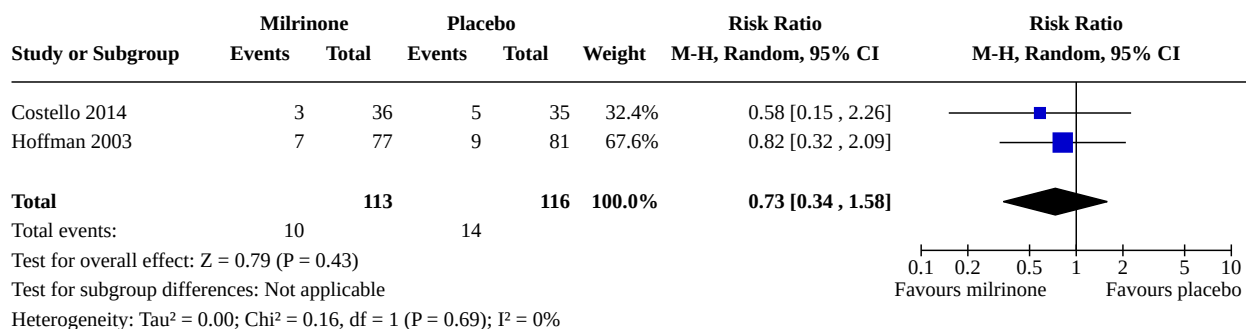 Milrinone Placebo Risk Ratio Risk Ratio
Study or Subgroup Events Total Events Total Weight M-H, Random, 95% CI M-H, Random, 95% CI
Costello 2014 3 36 5 35 32.4% 0.58 [0.15 , 2.26]
Hoffman 2003 7 77 9 81 67.6% 0.82 [0.32 , 2.09]
Total 113 116 100.0% 0.73 [0.34 , 1.58]
Total events: 10 14
Test for overall effect: Z = 0.79 (P = 0.43) 0.1 0.2 0.5 1 2 5 10
Test for subgroup differences: Not applicable Favours milrinone Favours placebo
Heterogeneity: Tau² = 0.00; Chi² = 0.16, df = 1 (P = 0.69); I² = 0%